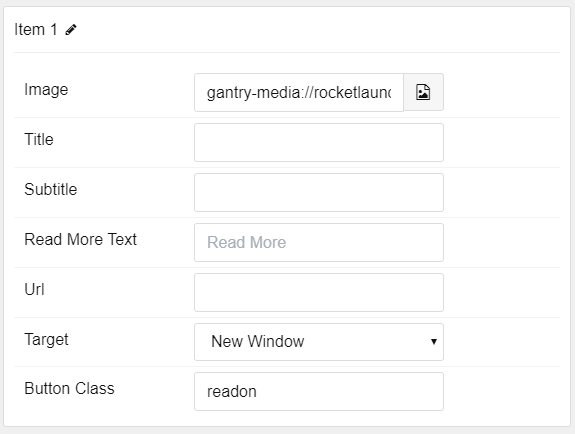 Item 1
Image gantry-media://rocketlaunc
Title
Subtitle
Read More Text Read More
Url
Target New Window
Button Class readon